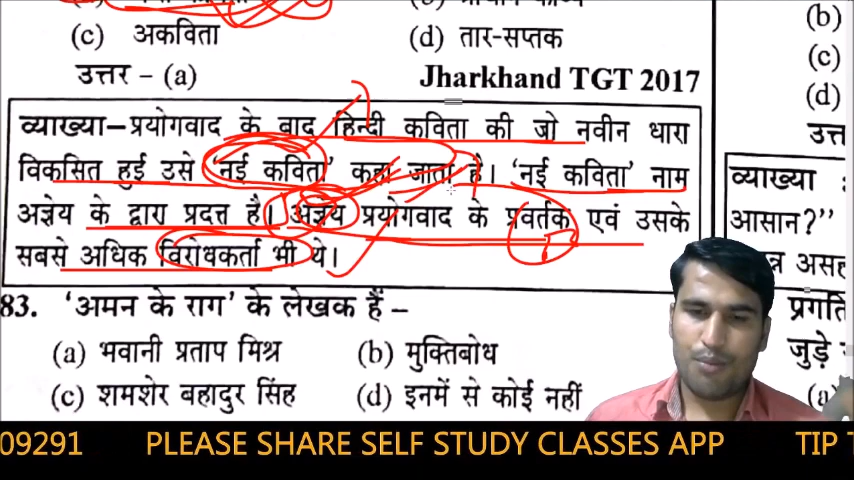 (c) अकविता (d) तार-सप्तक
उत्तर – (a) Jharkhand TGT 2017
व्याख्या–प्रयोगवाद के बाद हिन्दी कविता की जो नवीन धारा
विकसित हुई उसे 'नई कविता' कहा जाता है। 'नई कविता' नाम
अज्ञेय के द्वारा प्रदत्त है। अज्ञेय प्रयोगवाद के प्रवर्तक एवं उसके
सबसे अधिक विरोधकर्ता भी थे।
83. 'अमन के राग' के लेखक हैं –
(a) भवानी प्रताप मिश्र (b) मुक्तिबोध
(c) शमशेर बहादुर सिंह (d) इनमें से कोई नहीं
(b)
(c)
(d)
उत्त
व्याख्या
आसान?”
प्रगति
जुड़े
(a)
09291 PLEASE SHARE SELF STUDY CLASSES APP TIP T